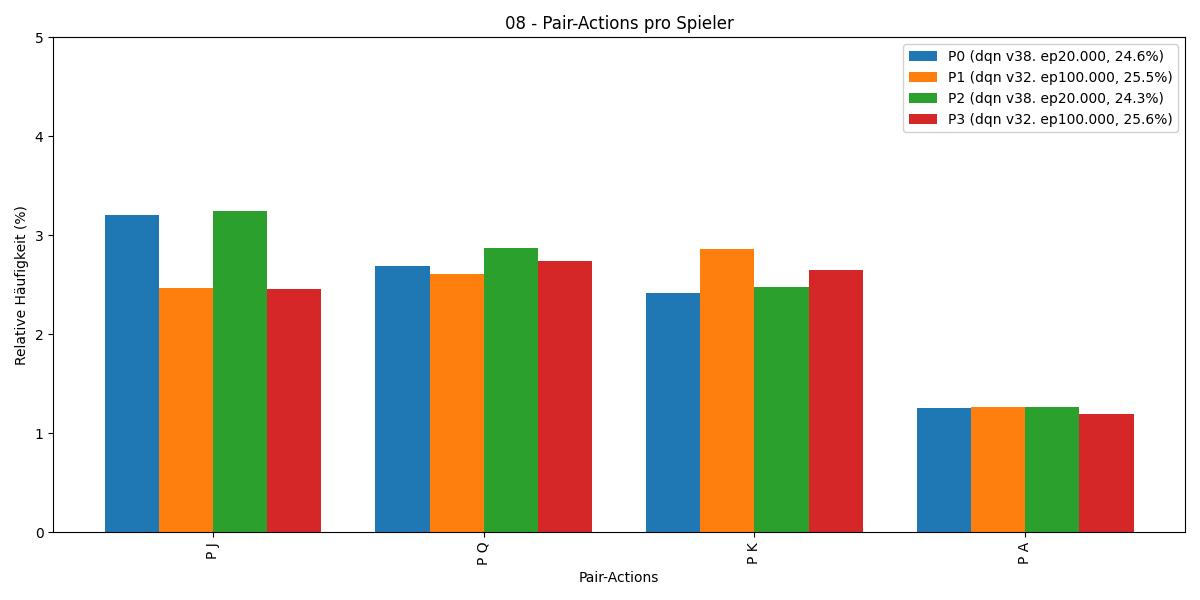 08 - Pair-Actions pro Spieler
P0 (dqn v38. ep20.000, 24.6%)
P1 (dqn v32. ep100.000, 25.5%)
P2 (dqn v38. ep20.000, 24.3%)
P3 (dqn v32. ep100.000, 25.6%)
Relative Häufigkeit (%)
5
4
3
2
1
0
P J
P Q
P K
P A
Pair-Actions